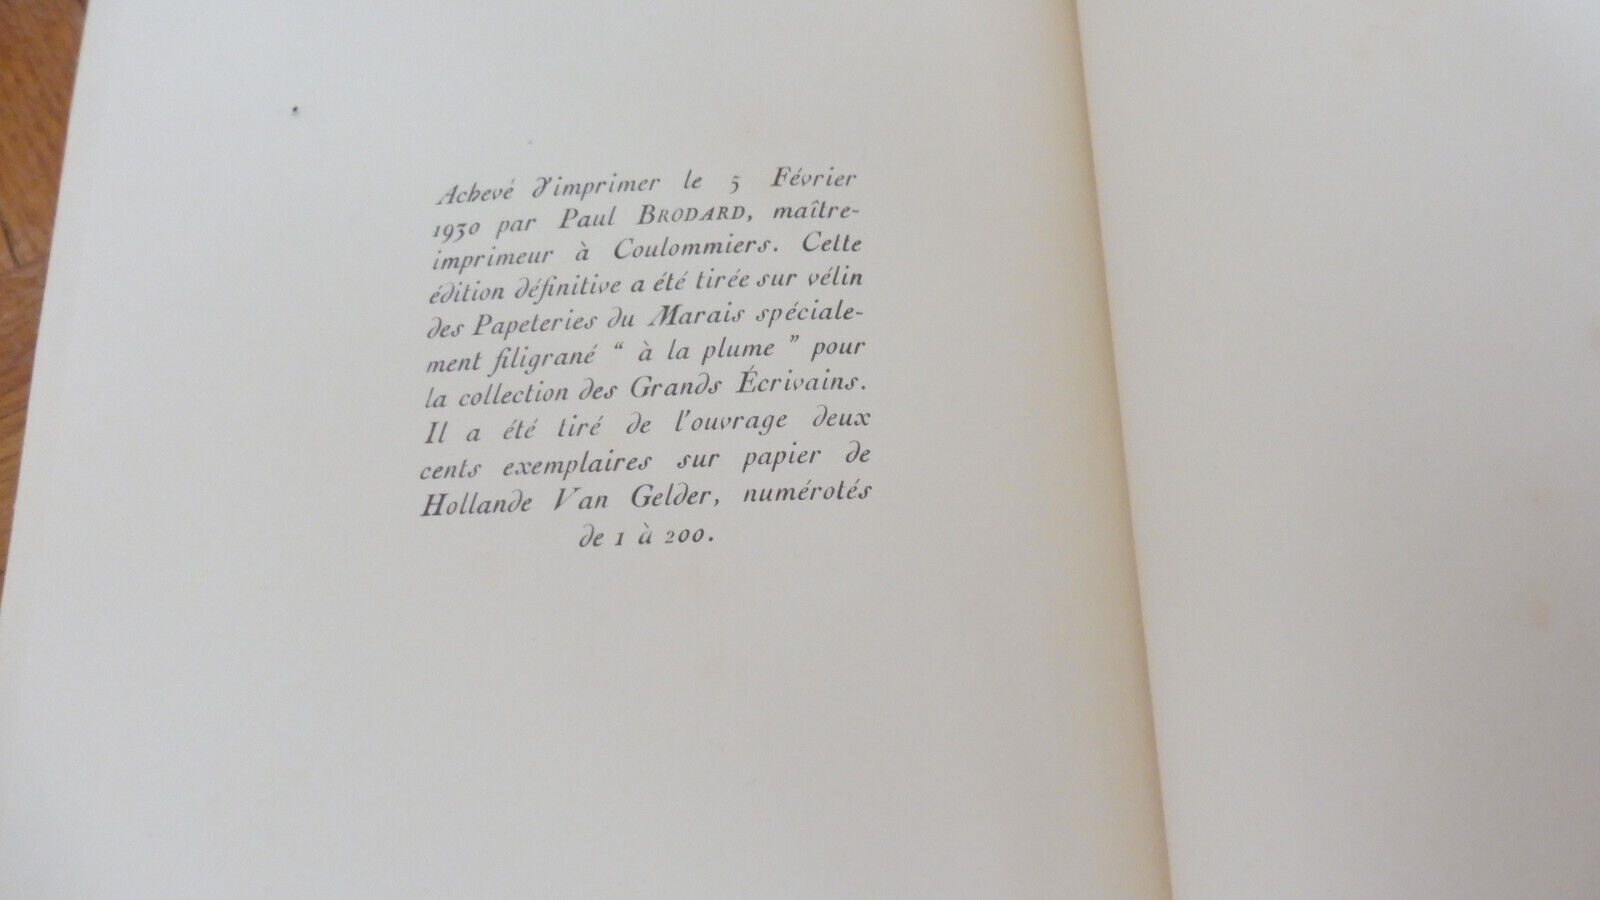 Achevé d'imprimer le 5 Février
1930 par Paul BRODARD, maître-
imprimeur à Coulommiers. Cette
édition définitive a été tirée sur vélin
des Papeteries du Marais spéciale-
ment filigrané “ à la plume ” pour
la collection des Grands Écrivains.
Il a été tiré de l'ouvrage deux
cents exemplaires sur papier de
Hollande Van Gelder, numérotés
de 1 à 200.